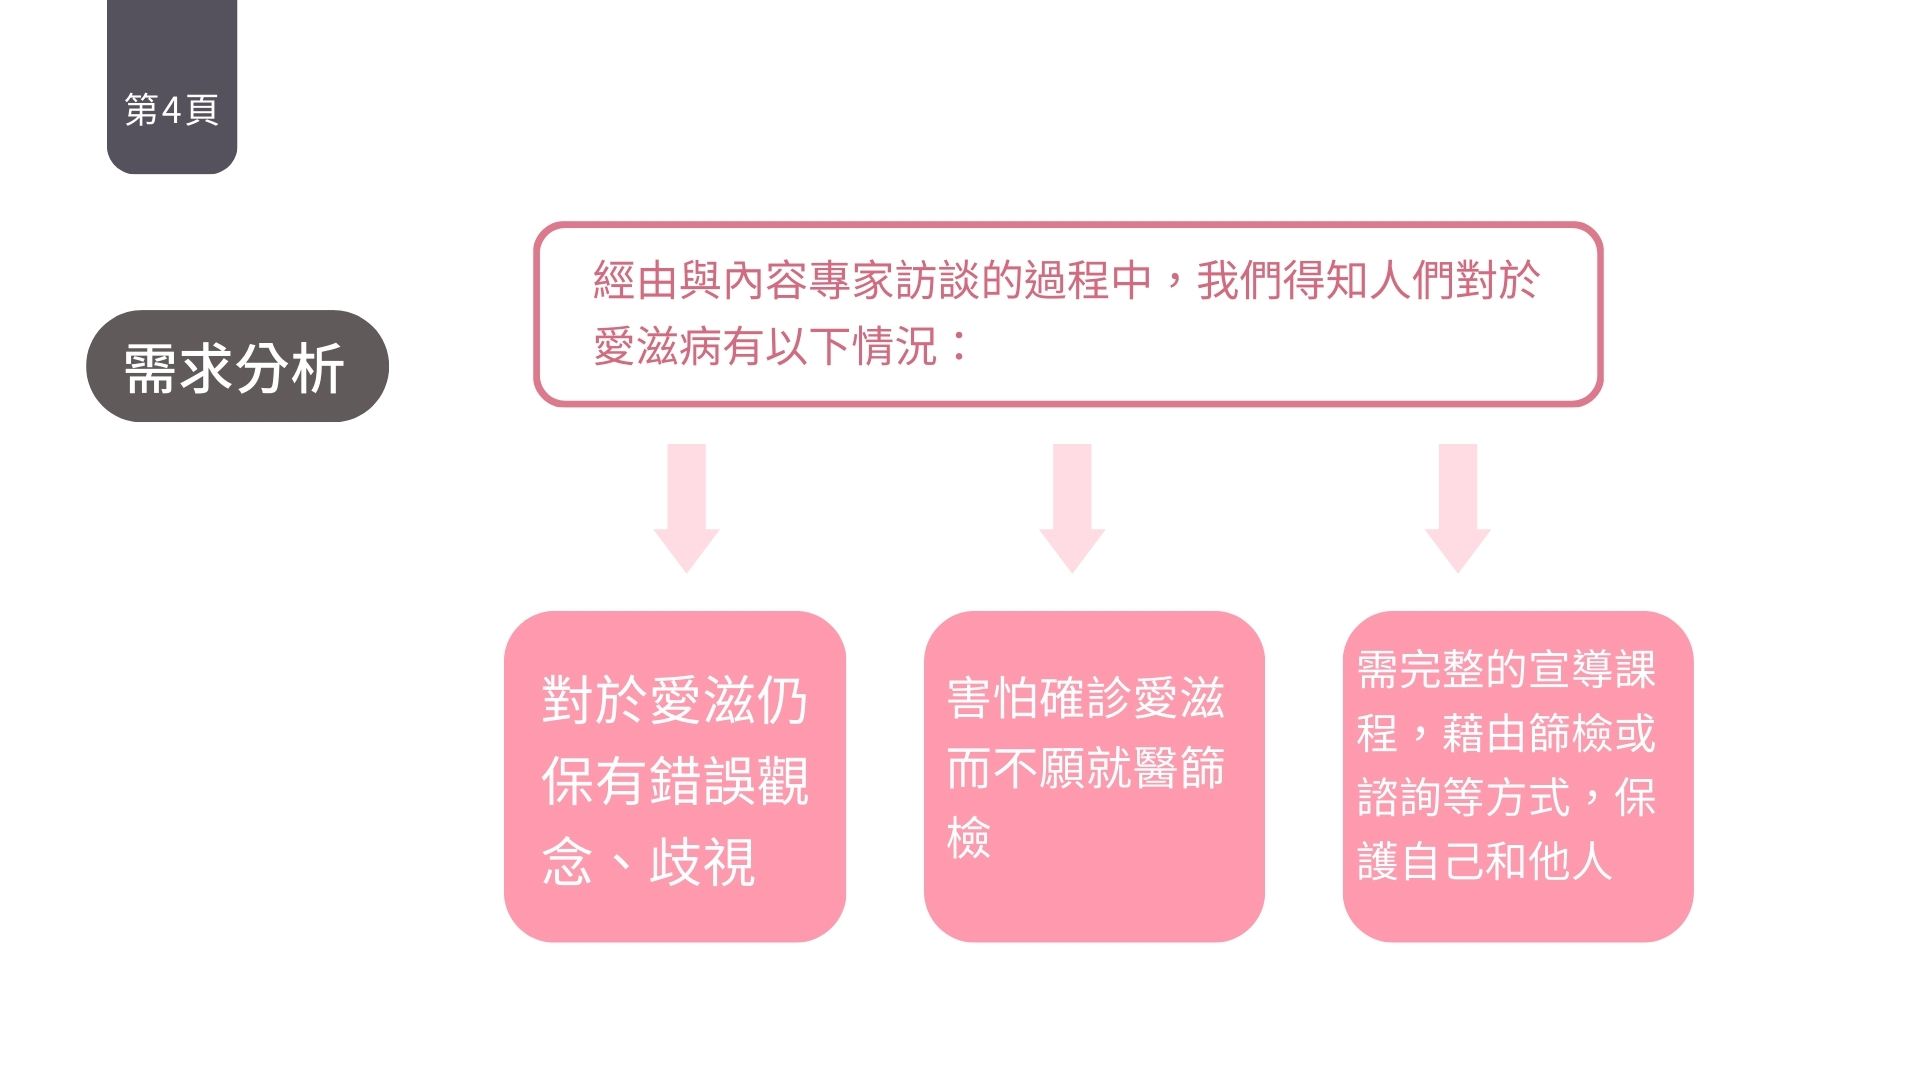 第4頁
需求分析
經由與內容專家訪談的過程中，我們得知人們對於
愛滋病有以下情況：
對於愛滋仍
保有錯誤觀
念、歧視
害怕確診愛滋
而不願就醫篩
檢
需完整的宣導課
程，藉由篩檢或
諮詢等方式，保
護自己和他人